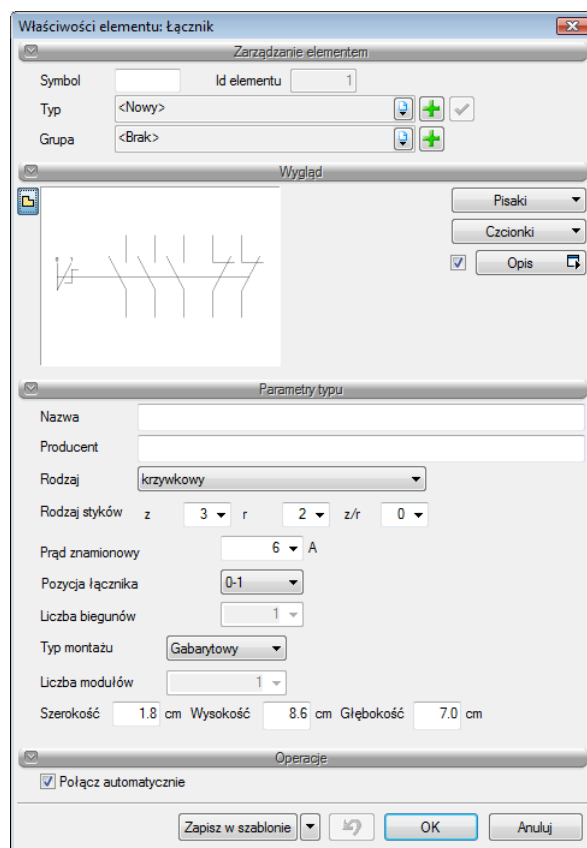 Właściwości elementu: Łącznik
Zarządzanie elementem
Symbol Id elementu 1
Typ <Nowy>
Grupa <Brak>
Wygląd
Pisaki
Czcionki
Opis
Parametry typu
Nazwa
Producent
Rodzaj krzywkowy
Rodzaj styków z 3 r 2 z/r 0
Prąd znamionowy 6 A
Pozycja łącznika 0-1
Liczba biegunów 1
Typ montażu Gabarytowy
Liczba modułów 1
Szerokość 1.8 cm Wysokość 8.6 cm Głębokość 7.0 cm
Operacje
Połącz automatycznie
Zapisz w szablonie OK Anuluj